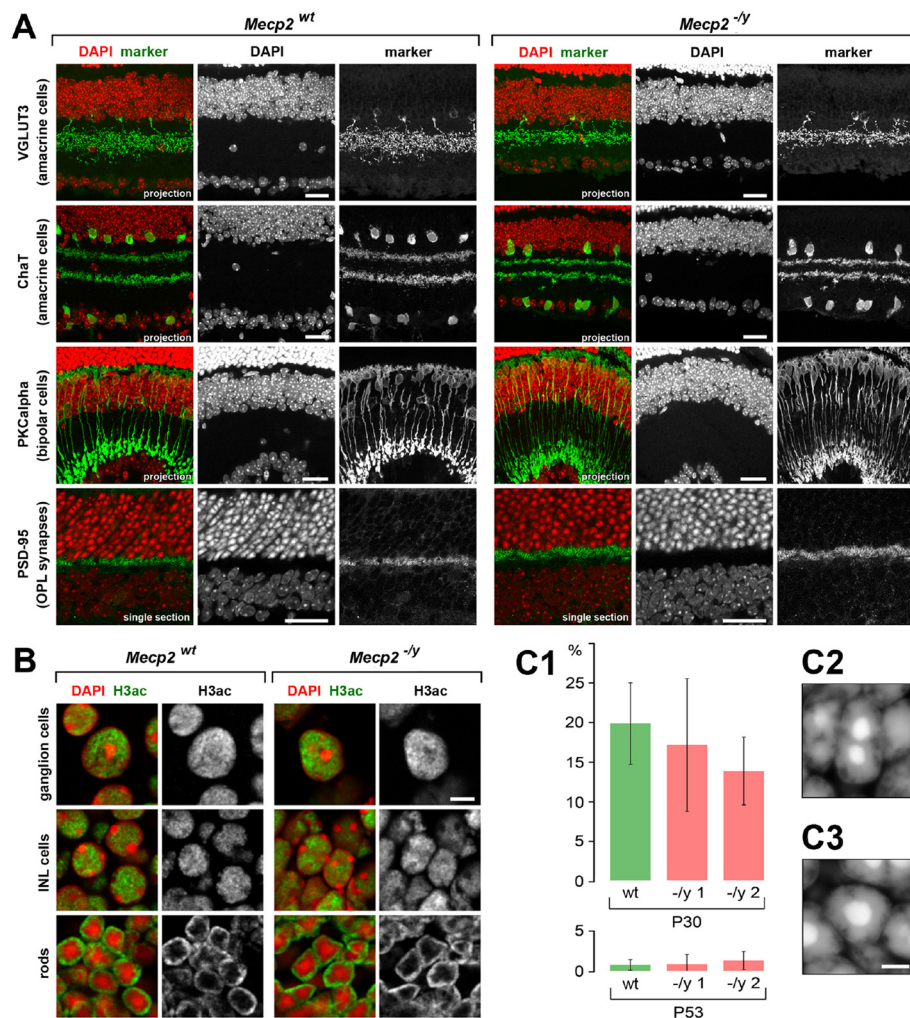 A
Mecp2 wt
Mecp2 -/y
DAPI marker
DAPI
marker
DAPI marker
DAPI
marker
VGLUT3
(amacrine cells)
projection
projection
ChaT
(amacrine cells)
projection
projection
PKCalpha
(bipolar cells)
projection
projection
PSD-95
(OPL synapses)
single section
single section
B
Mecp2 wt
Mecp2 -/y
DAPI H3ac
H3ac
DAPI H3ac
H3ac
ganglion cells
INL cells
rods
C1
%
25
20
15
10
5
0
wt
-/y 1
-/y 2
P30
5
0
wt
-/y 1
-/y 2
P53
C2
C3